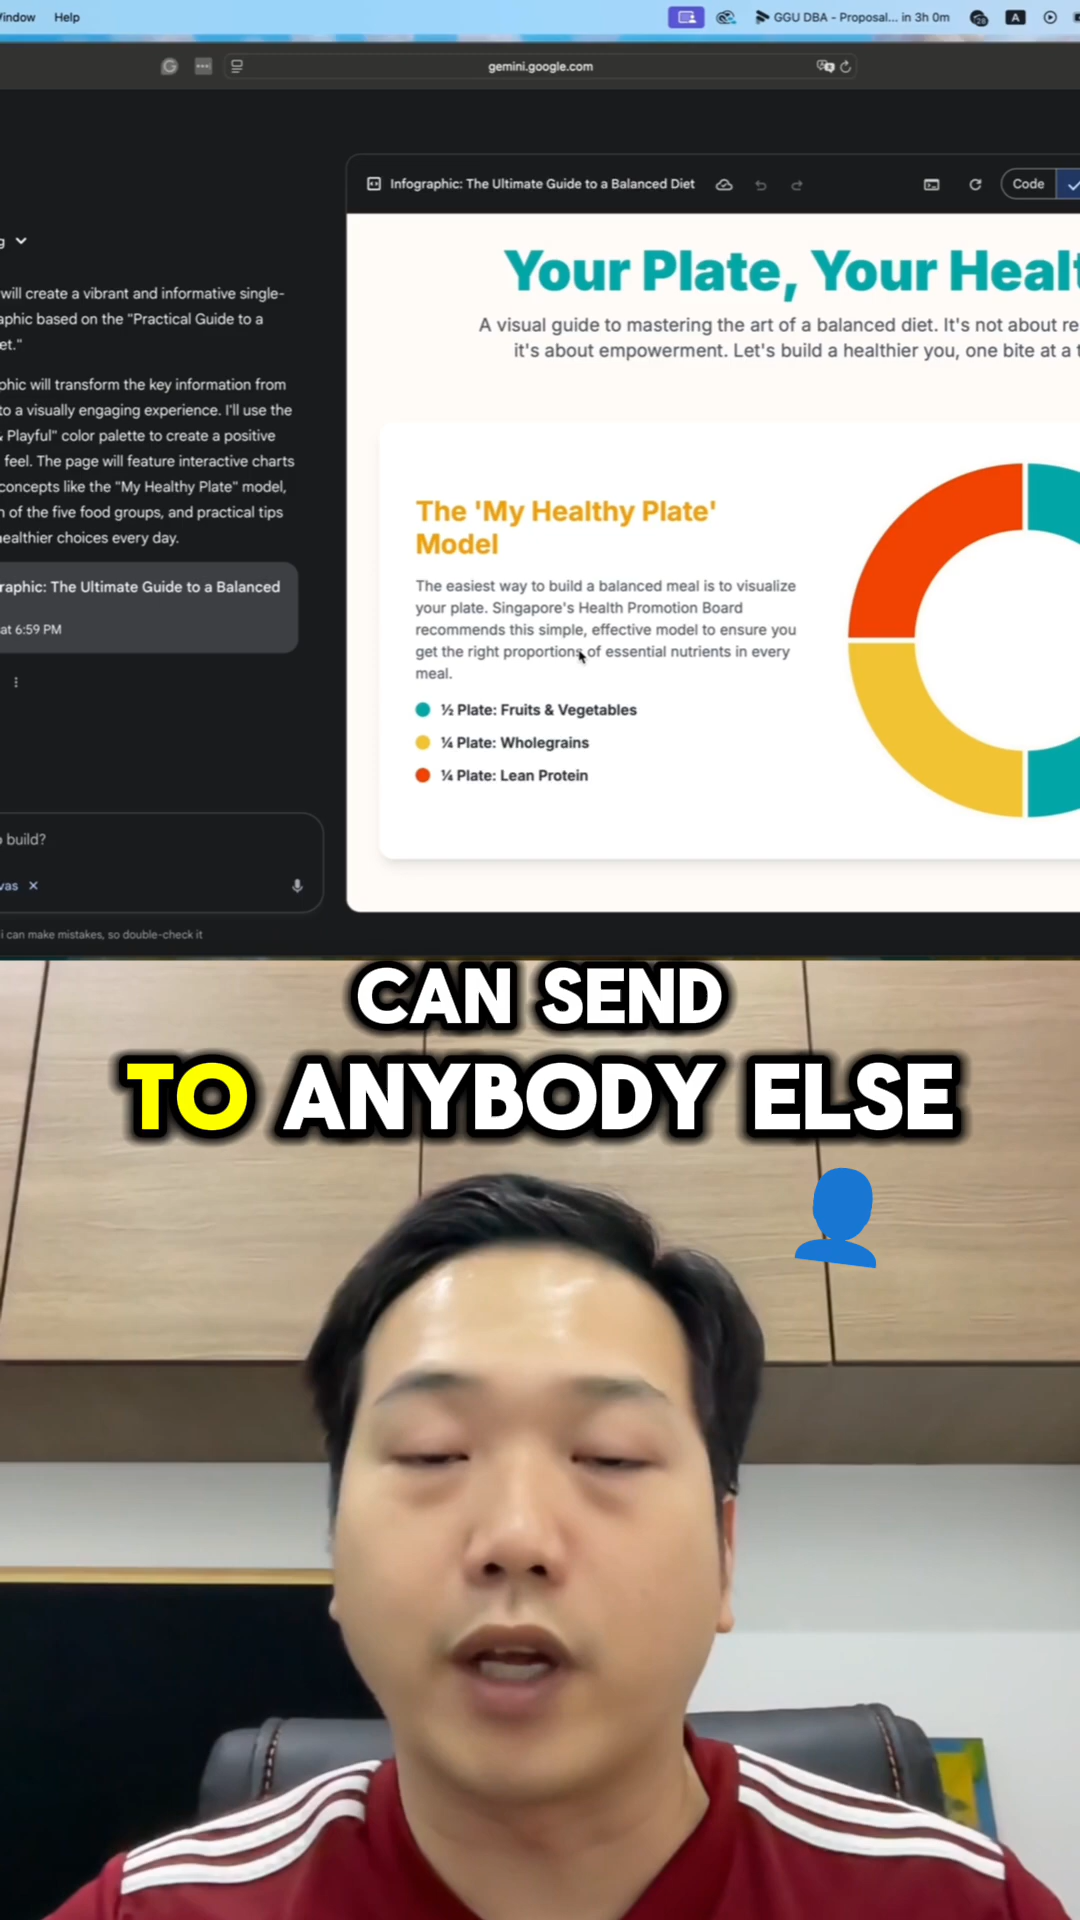 Window Help
GGU DBA - Proposal... in 3h 0m
A
gemini.google.com
Infographic: The Ultimate Guide to a Balanced Diet
Code
will create a vibrant and informative single-
aphic based on the "Practical Guide to a
et."
phic will transform the key information from
to a visually engaging experience. I'll use the
& Playful" color palette to create a positive
feel. The page will feature interactive charts
concepts like the "My Healthy Plate" model,
n of the five food groups, and practical tips
healthier choices every day.
raphic: The Ultimate Guide to a Balanced
at 6:59 PM
o build?
vas ×
i can make mistakes, so double-check it
Your Plate, Your Healt
A visual guide to mastering the art of a balanced diet. It's not about re
it's about empowerment. Let's build a healthier you, one bite at a t
The 'My Healthy Plate'
Model
The easiest way to build a balanced meal is to visualize
your plate. Singapore's Health Promotion Board
recommends this simple, effective model to ensure you
get the right proportions of essential nutrients in every
meal.
½ Plate: Fruits & Vegetables
¼ Plate: Wholegrains
¼ Plate: Lean Protein
CAN SEND
TO ANYBODY ELSE